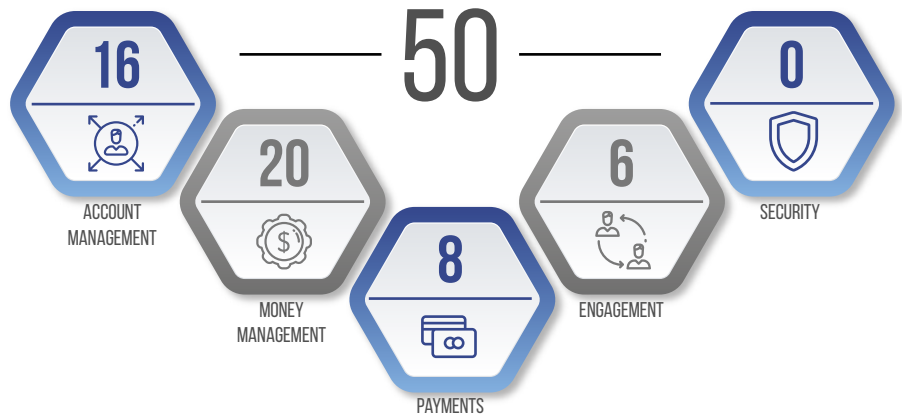 50
16
ACCOUNT
MANAGEMENT
20
$
MONEY
MANAGEMENT
8
PAYMENTS
6
ENGAGEMENT
0
SECURITY